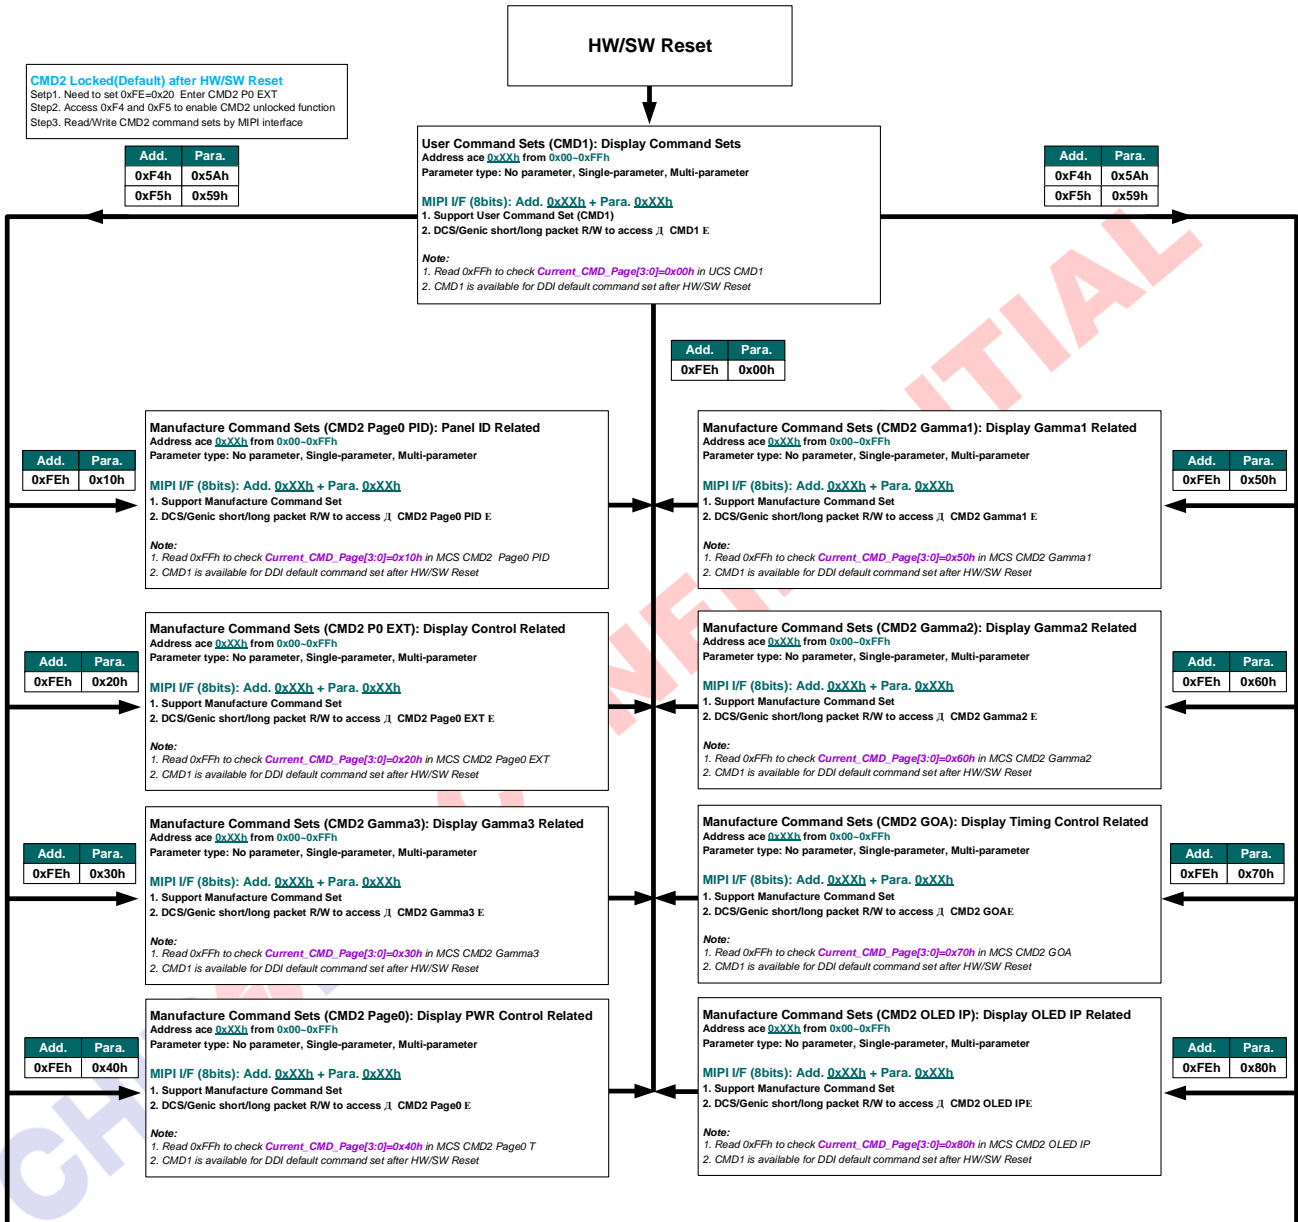 HW/SW Reset
CMD2 Locked(Default) after HW/SW Reset
Setp1. Need to set 0xFE=0x20 Enter CMD2 P0 EXT
Step2. Access 0xF4 and 0xF5 to enable CMD2 unlocked function
Step3. Read/Write CMD2 command sets by MIPI interface
Add. Para.
0xF4h 0x5Ah
0xF5h 0x59h
User Command Sets (CMD1): Display Command Sets
Address ace 0xXXh from 0x00~0xFFh
Parameter type: No parameter, Single-parameter, Multi-parameter
MIPI I/F (8bits): Add. 0xXXh + Para. 0xXXh
1. Support User Command Set (CMD1)
2. DCS/Genic short/long packet R/W to access Д CMD1 E
Note:
1. Read 0xFFh to check Current_CMD_Page[3:0]=0x00h in UCS CMD1
2. CMD1 is available for DDI default command set after HW/SW Reset
Add. Para.
0xF4h 0x5Ah
0xF5h 0x59h
Add. Para.
0xFEh 0x00h
Add. Para.
0xFEh 0x10h
Manufacture Command Sets (CMD2 Page0 PID): Panel ID Related
Address ace 0xXXh from 0x00~0xFFh
Parameter type: No parameter, Single-parameter, Multi-parameter
MIPI I/F (8bits): Add. 0xXXh + Para. 0xXXh
1. Support Manufacture Command Set
2. DCS/Genic short/long packet R/W to access Д CMD2 Page0 PID E
Note:
1. Read 0xFFh to check Current_CMD_Page[3:0]=0x10h in MCS CMD2 Page0 PID
2. CMD1 is available for DDI default command set after HW/SW Reset
Manufacture Command Sets (CMD2 Gamma1): Display Gamma1 Related
Address ace 0xXXh from 0x00~0xFFh
Parameter type: No parameter, Single-parameter, Multi-parameter
MIPI I/F (8bits): Add. 0xXXh + Para. 0xXXh
1. Support Manufacture Command Set
2. DCS/Genic short/long packet R/W to access Д CMD2 Gamma1 E
Note:
1. Read 0xFFh to check Current_CMD_Page[3:0]=0x50h in MCS CMD2 Gamma1
2. CMD1 is available for DDI default command set after HW/SW Reset
Add. Para.
0xFEh 0x50h
Add. Para.
0xFEh 0x20h
Manufacture Command Sets (CMD2 P0 EXT): Display Control Related
Address ace 0xXXh from 0x00~0xFFh
Parameter type: No parameter, Single-parameter, Multi-parameter
MIPI I/F (8bits): Add. 0xXXh + Para. 0xXXh
1. Support Manufacture Command Set
2. DCS/Genic short/long packet R/W to access Д CMD2 Page0 EXT E
Note:
1. Read 0xFFh to check Current_CMD_Page[3:0]=0x20h in MCS CMD2 Page0 EXT
2. CMD1 is available for DDI default command set after HW/SW Reset
Manufacture Command Sets (CMD2 Gamma2): Display Gamma2 Related
Address ace 0xXXh from 0x00~0xFFh
Parameter type: No parameter, Single-parameter, Multi-parameter
MIPI I/F (8bits): Add. 0xXXh + Para. 0xXXh
1. Support Manufacture Command Set
2. DCS/Genic short/long packet R/W to access Д CMD2 Gamma2 E
Note:
1. Read 0xFFh to check Current_CMD_Page[3:0]=0x60h in MCS CMD2 Gamma2
2. CMD1 is available for DDI default command set after HW/SW Reset
Add. Para.
0xFEh 0x60h
Add. Para.
0xFEh 0x30h
Manufacture Command Sets (CMD2 Gamma3): Display Gamma3 Related
Address ace 0xXXh from 0x00~0xFFh
Parameter type: No parameter, Single-parameter, Multi-parameter
MIPI I/F (8bits): Add. 0xXXh + Para. 0xXXh
1. Support Manufacture Command Set
2. DCS/Genic short/long packet R/W to access Д CMD2 Gamma3 E
Note:
1. Read 0xFFh to check Current_CMD_Page[3:0]=0x30h in MCS CMD2 Gamma3
2. CMD1 is available for DDI default command set after HW/SW Reset
Manufacture Command Sets (CMD2 GOA): Display Timing Control Related
Address ace 0xXXh from 0x00~0xFFh
Parameter type: No parameter, Single-parameter, Multi-parameter
MIPI I/F (8bits): Add. 0xXXh + Para. 0xXXh
1. Support Manufacture Command Set
2. DCS/Genic short/long packet R/W to access Д CMD2 GOAE
Note:
1. Read 0xFFh to check Current_CMD_Page[3:0]=0x70h in MCS CMD2 GOA
2. CMD1 is available for DDI default command set after HW/SW Reset
Add. Para.
0xFEh 0x70h
Add. Para.
0xFEh 0x40h
Manufacture Command Sets (CMD2 Page0): Display PWR Control Related
Address ace 0xXXh from 0x00~0xFFh
Parameter type: No parameter, Single-parameter, Multi-parameter
MIPI I/F (8bits): Add. 0xXXh + Para. 0xXXh
1. Support Manufacture Command Set
2. DCS/Genic short/long packet R/W to access Д CMD2 Page0 E
Note:
1. Read 0xFFh to check Current_CMD_Page[3:0]=0x40h in MCS CMD2 Page0 T
2. CMD1 is available for DDI default command set after HW/SW Reset
Manufacture Command Sets (CMD2 OLED IP): Display OLED IP Related
Address ace 0xXXh from 0x00~0xFFh
Parameter type: No parameter, Single-parameter, Multi-parameter
MIPI I/F (8bits): Add. 0xXXh + Para. 0xXXh
1. Support Manufacture Command Set
2. DCS/Genic short/long packet R/W to access Д CMD2 OLED IPE
Note:
1. Read 0xFFh to check Current_CMD_Page[3:0]=0x80h in MCS CMD2 OLED IP
2. CMD1 is available for DDI default command set after HW/SW Reset
Add. Para.
0xFEh 0x80h